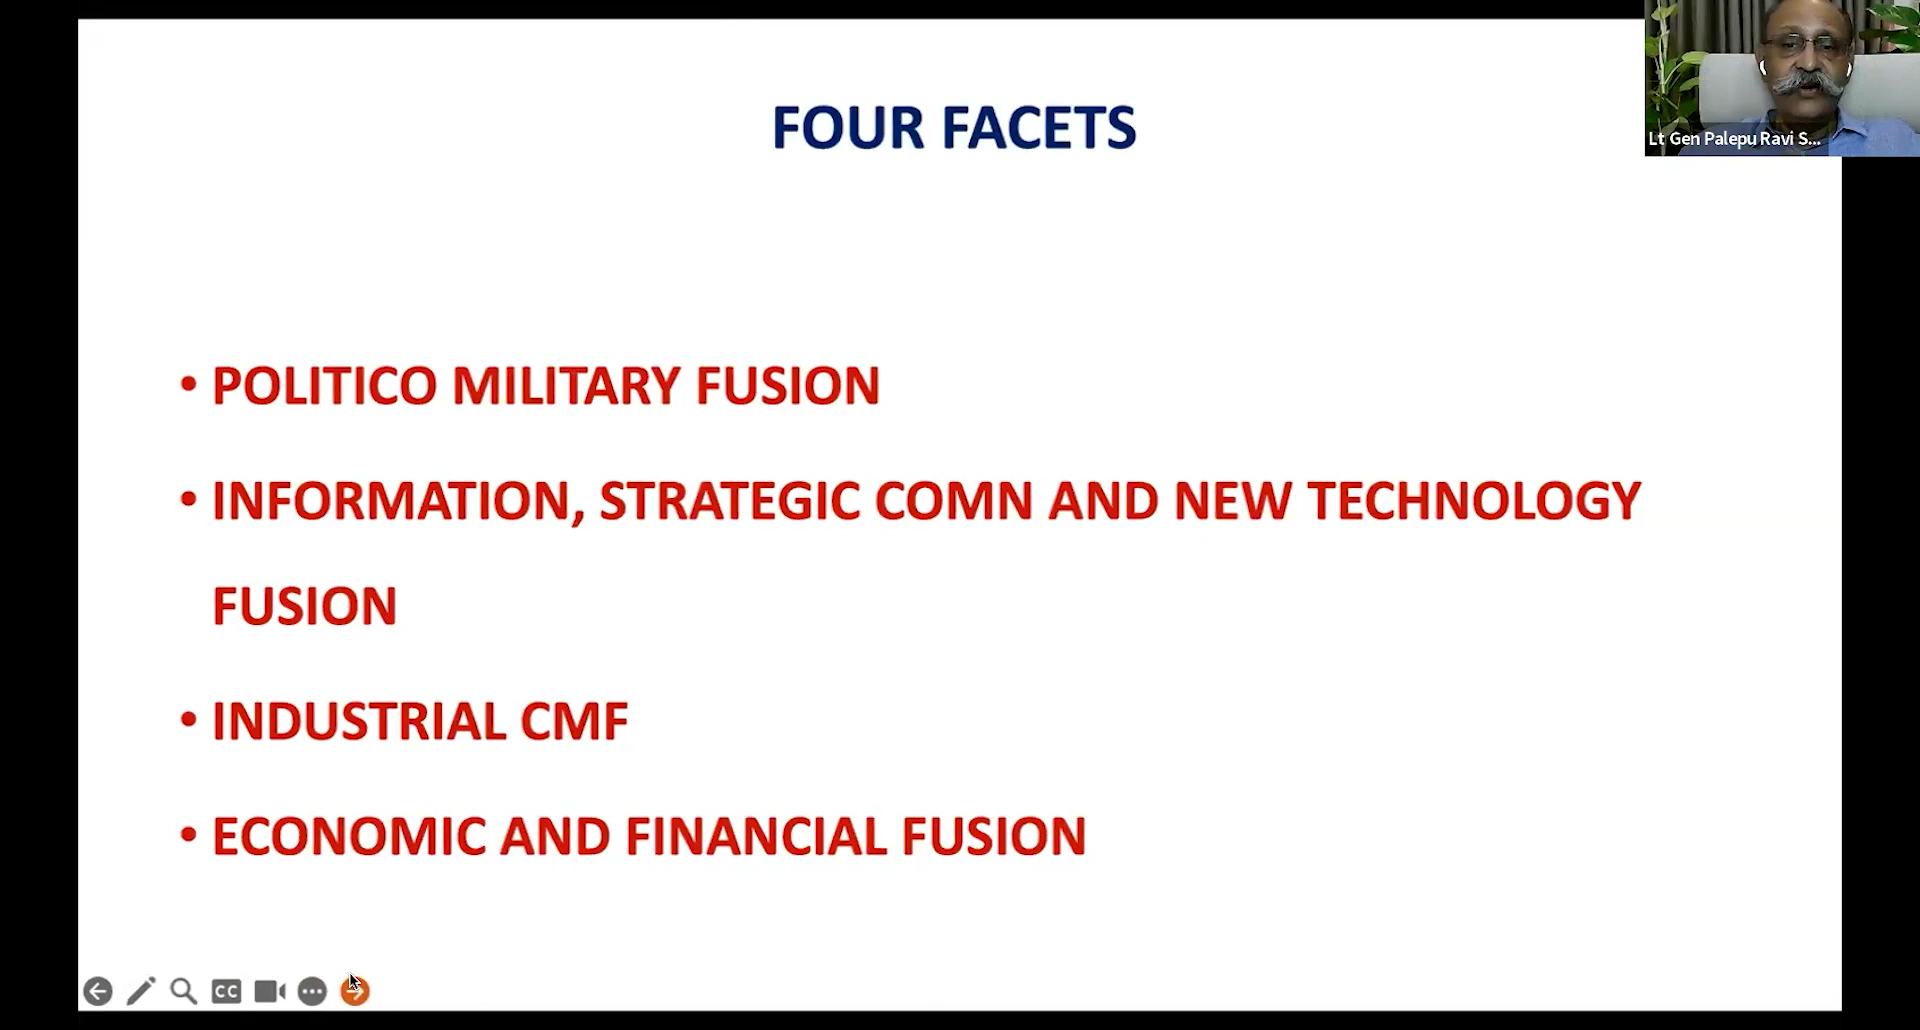 FOUR FACETS
Lt Gen Palepu Ravi S...
• POLITICO MILITARY FUSION
• INFORMATION, STRATEGIC COMN AND NEW TECHNOLOGY
FUSION
• INDUSTRIAL CMF
• ECONOMIC AND FINANCIAL FUSION
CC